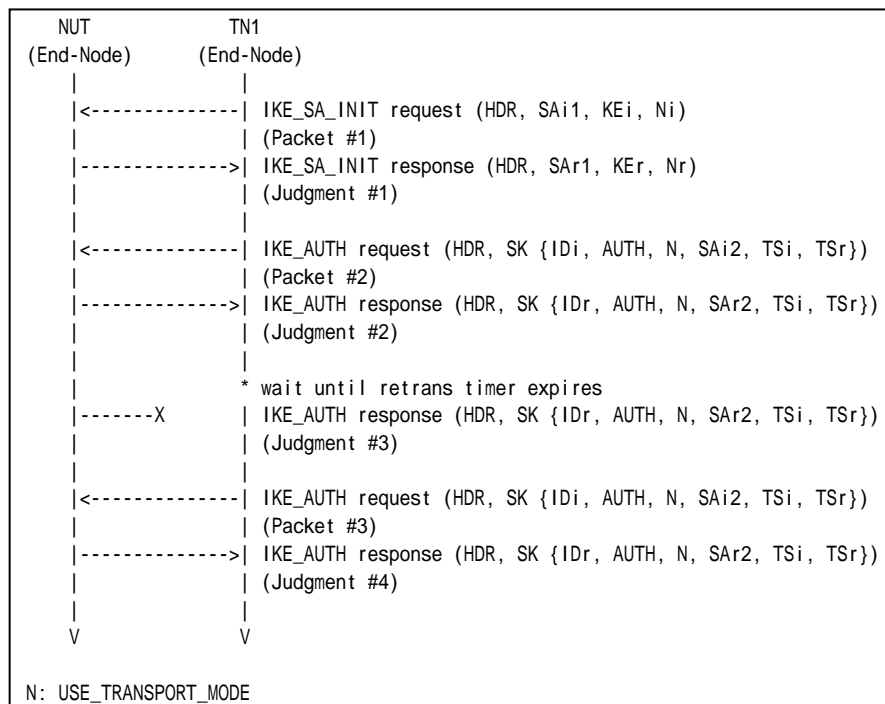 NUT TN1
(End-Node) (End-Node)
| |
|<--------------| IKE_SA_INIT request (HDR, SAi1, KEi, Ni)
| | (Packet #1)
|-------------->| IKE_SA_INIT response (HDR, SAr1, KEr, Nr)
| | (Judgment #1)
| |
|<--------------| IKE_AUTH request (HDR, SK {IDi, AUTH, N, SAi2, TSi, TSr})
| | (Packet #2)
|-------------->| IKE_AUTH response (HDR, SK {IDr, AUTH, N, SAr2, TSi, TSr})
| | (Judgment #2)
| |
| * wait until retrans timer expires
|-------X | IKE_AUTH response (HDR, SK {IDr, AUTH, N, SAr2, TSi, TSr})
| | (Judgment #3)
| |
|<--------------| IKE_AUTH request (HDR, SK {IDi, AUTH, N, SAi2, TSi, TSr})
| | (Packet #3)
|-------------->| IKE_AUTH response (HDR, SK {IDr, AUTH, N, SAr2, TSi, TSr})
| | (Judgment #4)
| |
V V
N: USE_TRANSPORT_MODE